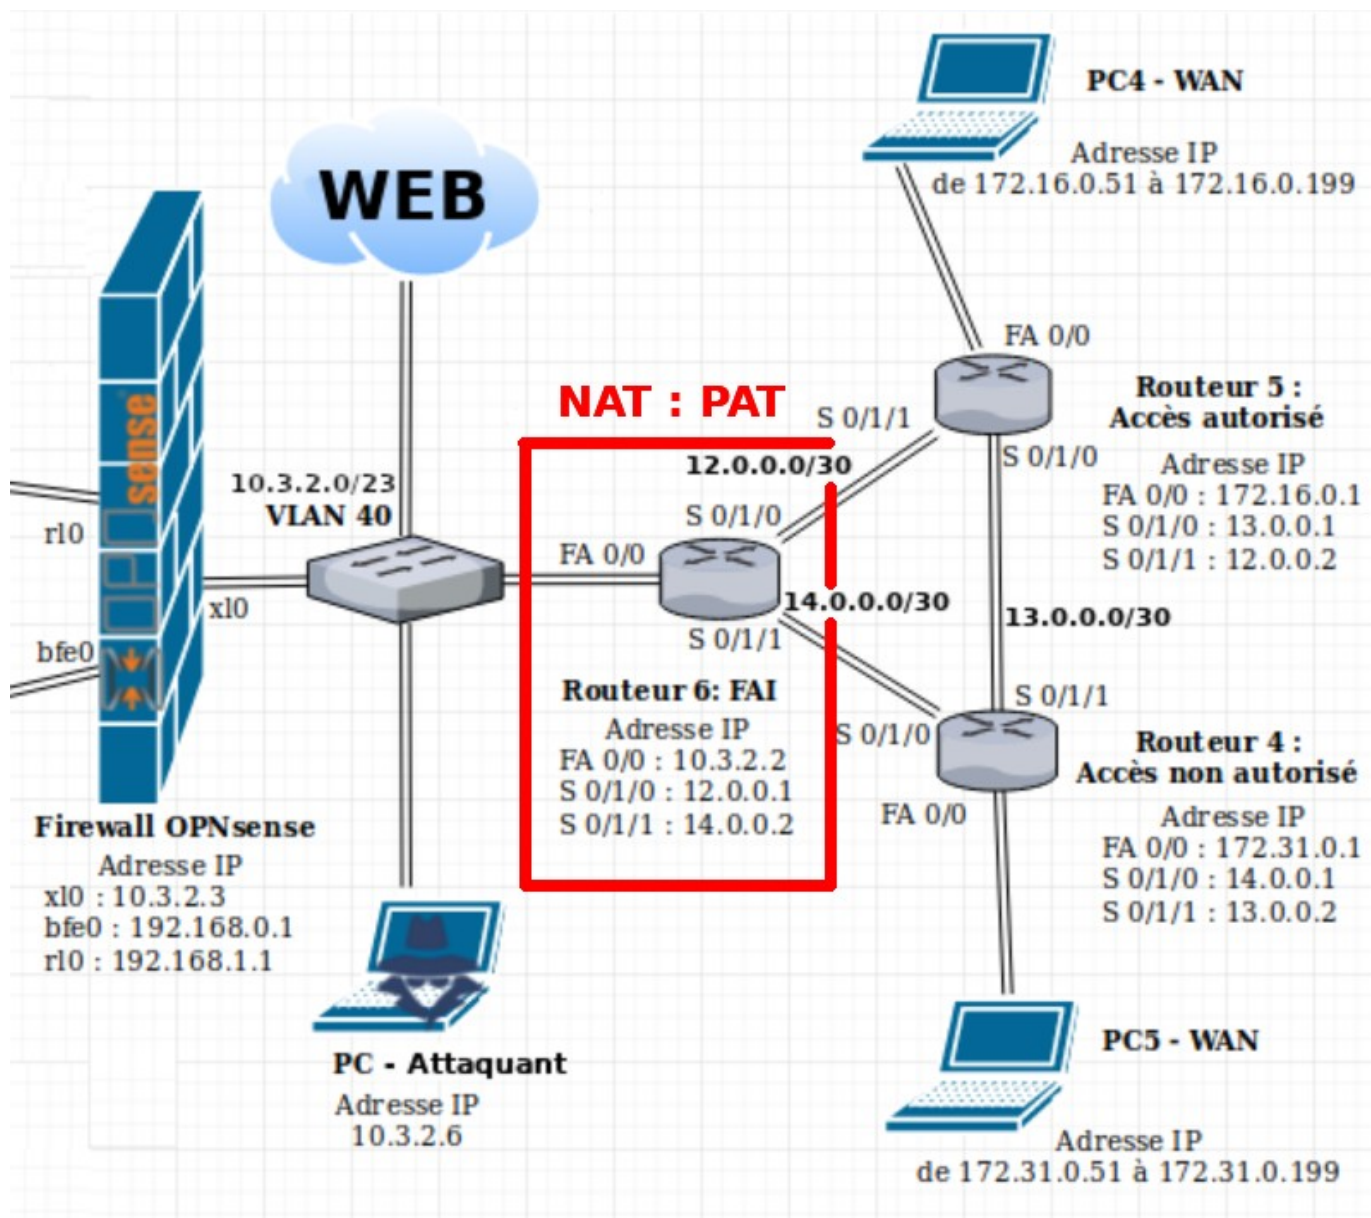 PC4 - WAN
Adresse IP
de 172.16.0.51 à 172.16.0.199
WEB
FA 0/0
NAT : PAT
Routeur 5 :
Accès autorisé
Adresse IP
FA 0/0 : 172.16.0.1
S 0/1/0 : 13.0.0.1
S 0/1/1 : 12.0.0.2
S 0/1/1
S 0/1/0
12.0.0.0/30
10.3.2.0/23
VLAN 40
S 0/1/0
FA 0/0
14.0.0.0/30
13.0.0.0/30
S 0/1/1
OPNsense
rl0
xl0
bfe0
Routeur 6: FAI
Adresse IP
FA 0/0 : 10.3.2.2
S 0/1/0 : 12.0.0.1
S 0/1/1 : 14.0.0.2
S 0/1/1
S 0/1/0
FA 0/0
Routeur 4 :
Accès non autorisé
Adresse IP
FA 0/0 : 172.31.0.1
S 0/1/0 : 14.0.0.1
S 0/1/1 : 13.0.0.2
Firewall OPNsense
Adresse IP
xl0 : 10.3.2.3
bfe0 : 192.168.0.1
rl0 : 192.168.1.1
PC - Attaquant
Adresse IP
10.3.2.6
PC5 - WAN
Adresse IP
de 172.31.0.51 à 172.31.0.199